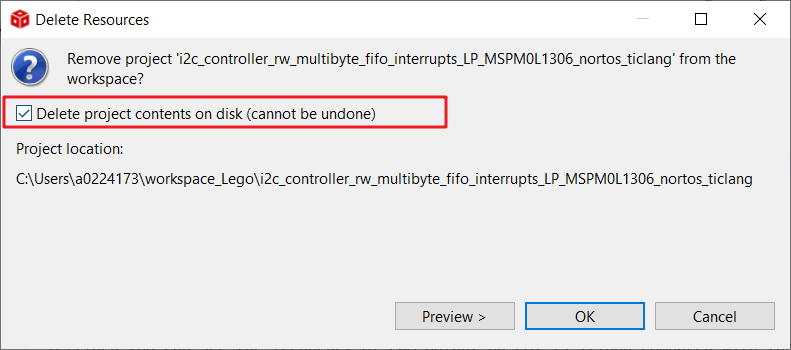 Delete Resources
Remove project 'i2c_controller_rw_multibyte_fifo_interrupts_LP_MSPM0L1306_nortos_ticlang' from the
workspace?
Delete project contents on disk (cannot be undone)
Project location:
C:\Users\a0224173\workspace_Lego\i2c_controller_rw_multibyte_fifo_interrupts_LP_MSPM0L1306_nortos_ticlang
Preview >
OK
Cancel